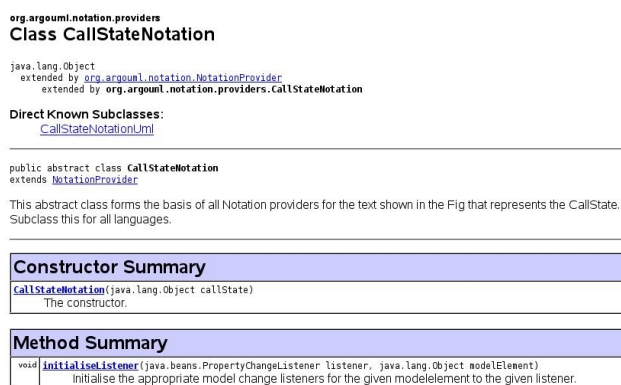 org.argouml.notation.providers
Class CallStateNotation
java.lang.Object
extended by org.argouml.notation.NotationProvider
extended by org.argouml.notation.providers.CallStateNotation
Direct Known Subclasses:
CallStateNotationUml
public abstract class CallStateNotation
extends NotationProvider
This abstract class forms the basis of all Notation providers for the text shown in the Fig that represents the CallState.
Subclass this for all languages.
Constructor Summary
CallStateNotation(java.lang.Object callState)
The constructor.
Method Summary
void initialiseListener(java.beans.PropertyChangeListener listener, java.lang.Object modelElement)
Initialise the appropriate model change listeners for the given modelelement to the given listener.